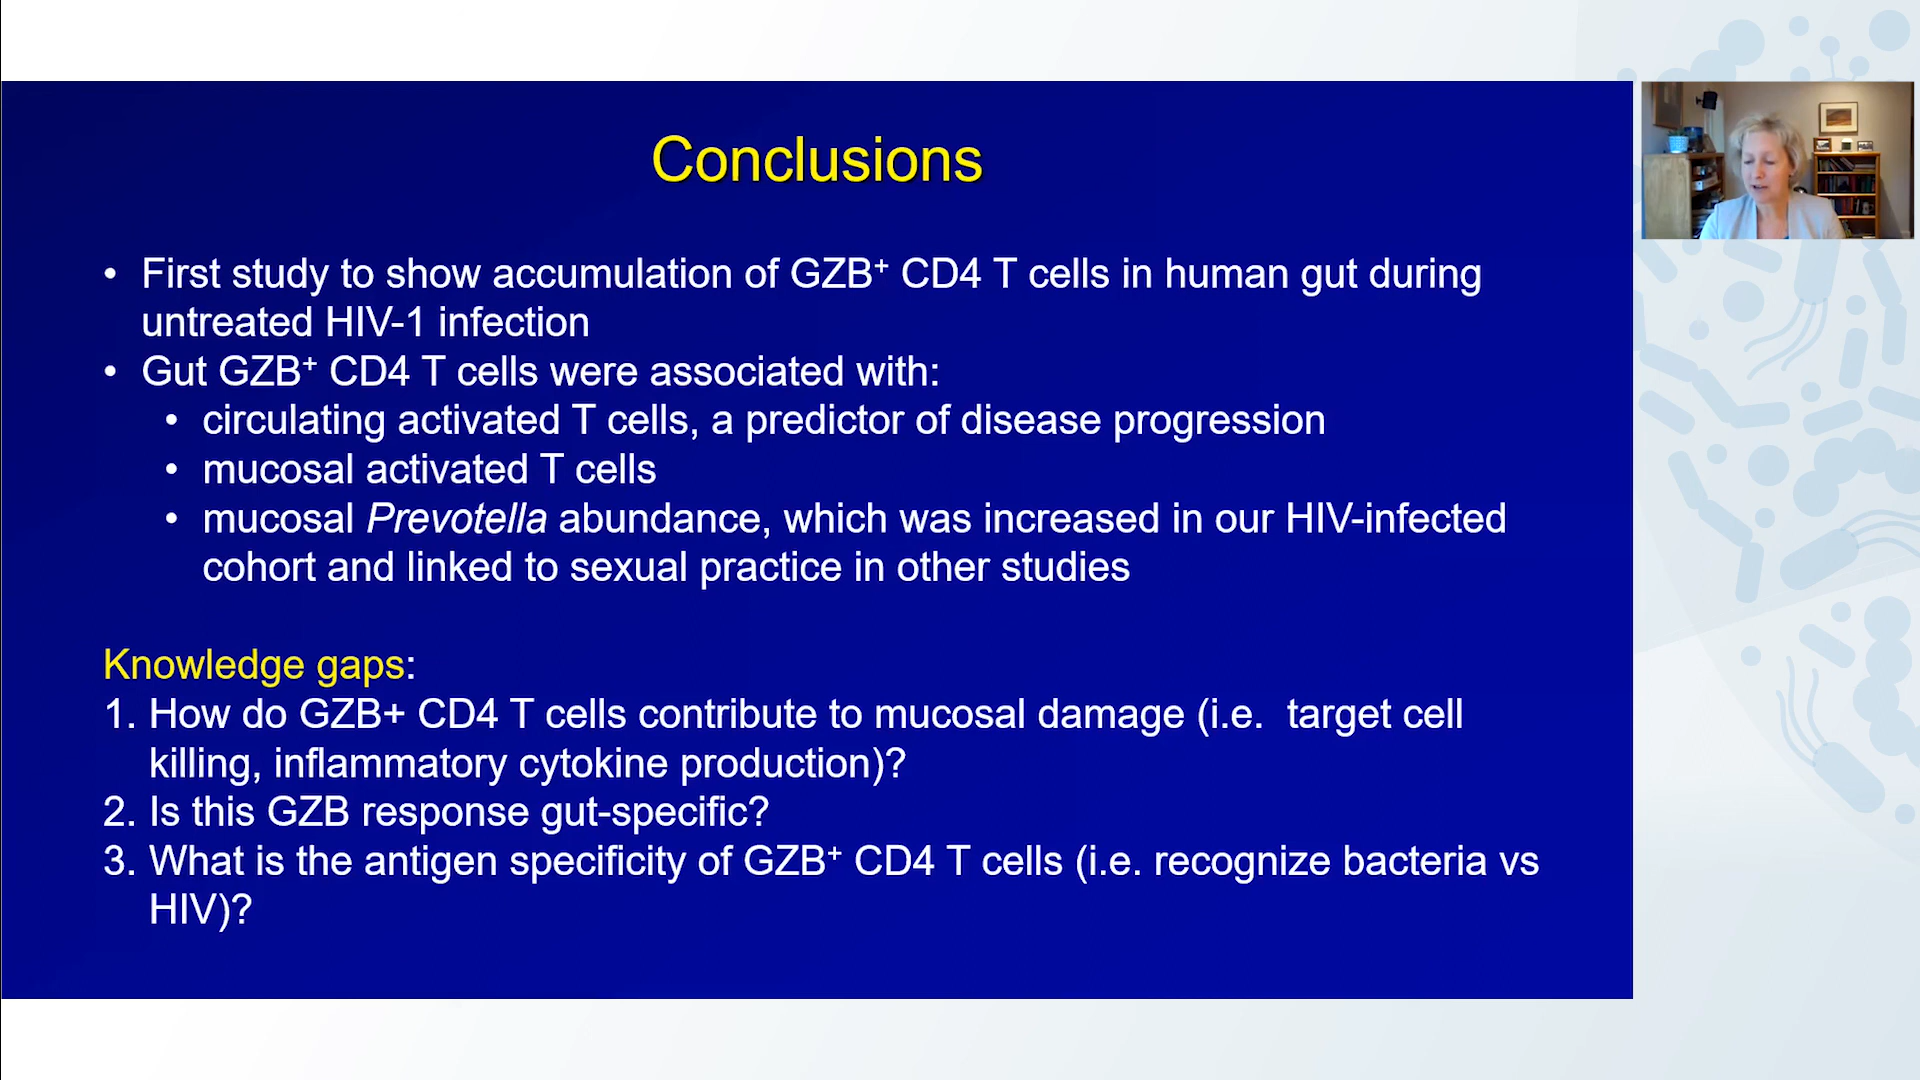 Conclusions
• First study to show accumulation of GZB⁺ CD4 T cells in human gut during
untreated HIV-1 infection
• Gut GZB⁺ CD4 T cells were associated with:
• circulating activated T cells, a predictor of disease progression
• mucosal activated T cells
• mucosal Prevotella abundance, which was increased in our HIV-infected
cohort and linked to sexual practice in other studies
Knowledge gaps:
1. How do GZB+ CD4 T cells contribute to mucosal damage (i.e.  target cell
killing, inflammatory cytokine production)?
2. Is this GZB response gut-specific?
3. What is the antigen specificity of GZB⁺ CD4 T cells (i.e. recognize bacteria vs
HIV)?